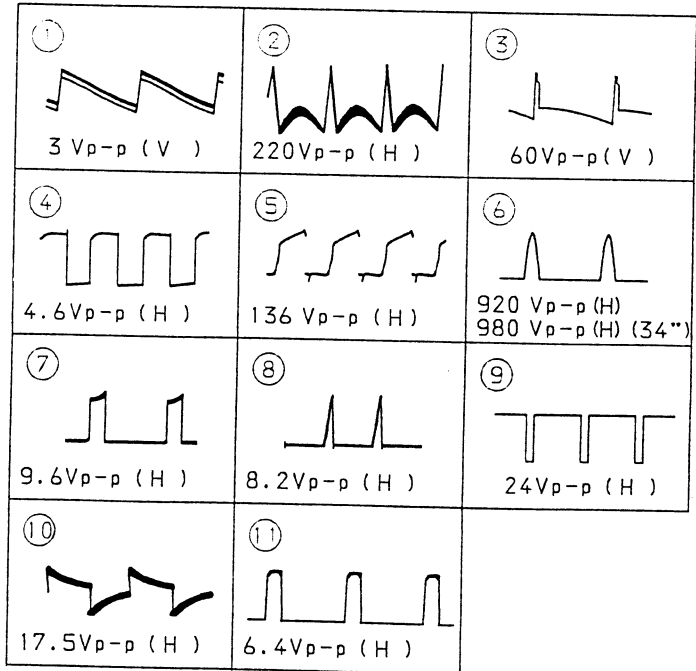 ①
3 Vp-p ( V )
②
220Vp-p ( H )
③
60Vp-p( V )
④
4.6Vp-p ( H )
⑤
136 Vp-p ( H )
⑥
920 Vp-p (H)
980 Vp-p (H) (34")
⑦
9.6Vp-p ( H )
⑧
8.2Vp-p ( H )
⑨
24Vp-p ( H )
⑩
17.5Vp-p ( H )
⑪
6.4Vp-p ( H )